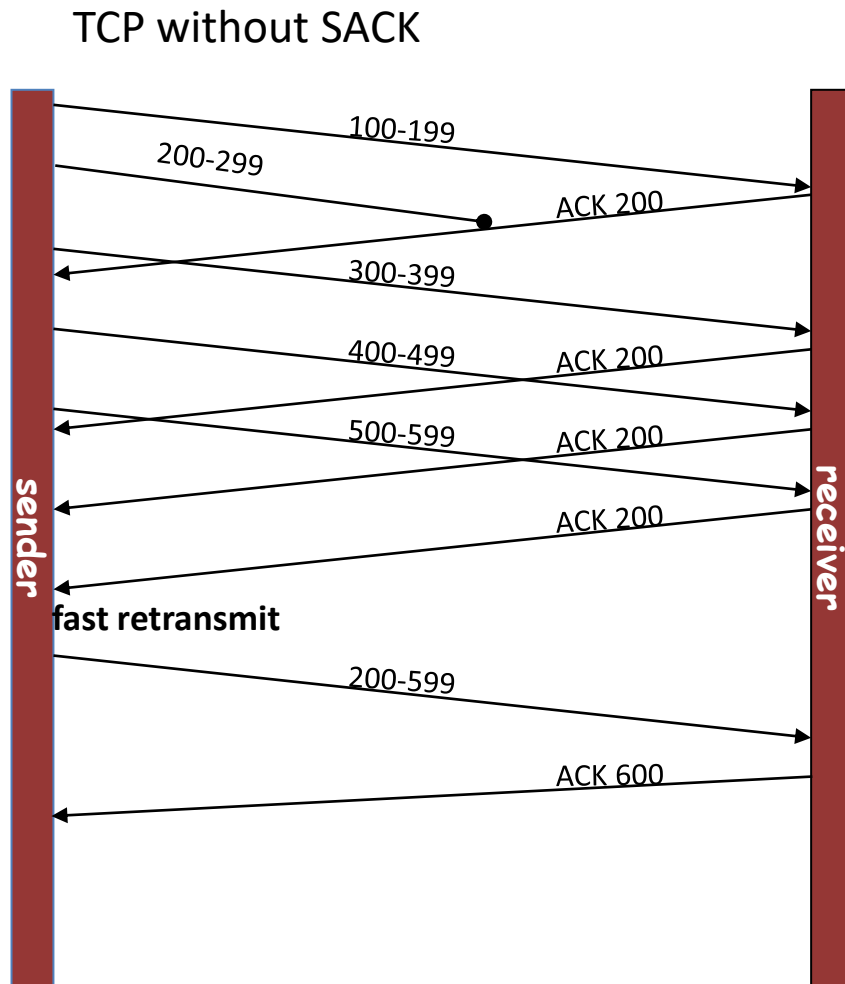 TCP without SACK
100-199
200-299
ACK 200
300-399
400-499
ACK 200
500-599
ACK 200
sender
receiver
ACK 200
fast retransmit
200-599
ACK 600